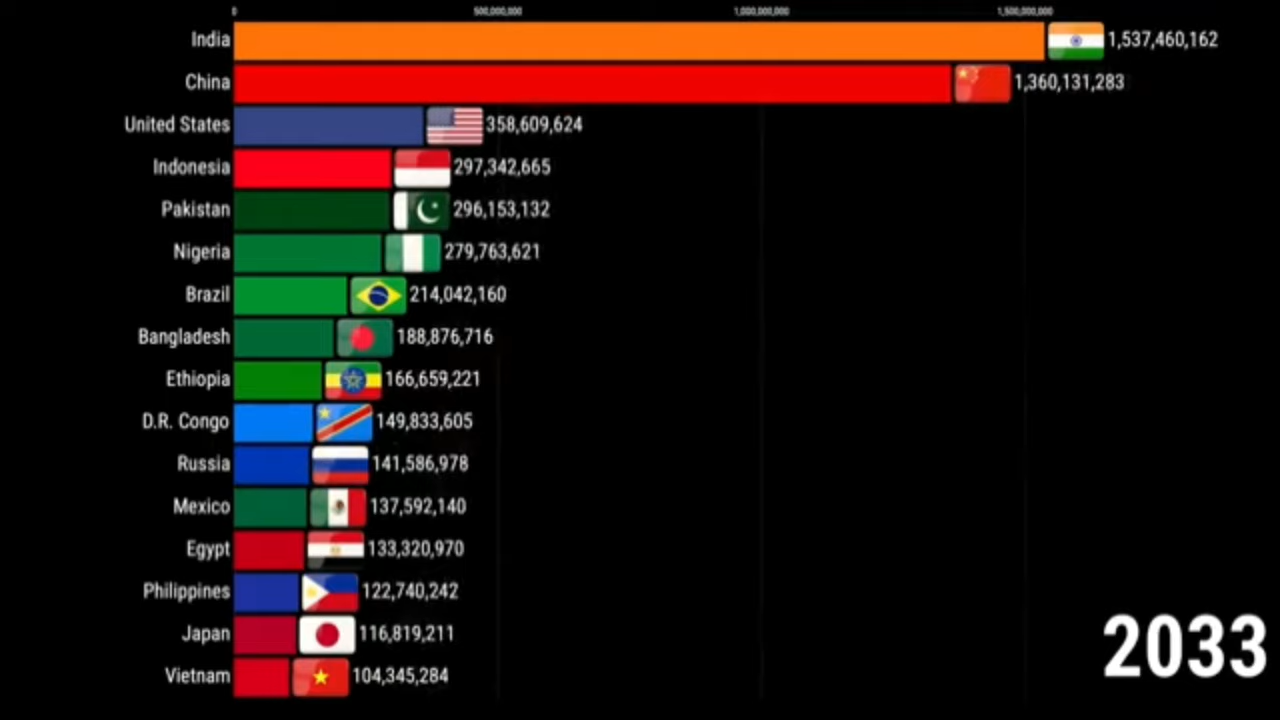 0 500,000,000 1,000,000,000 1,500,000,000
India 1,537,460,162
China 1,360,131,283
United States 358,609,624
Indonesia 297,342,665
Pakistan 296,153,132
Nigeria 279,763,621
Brazil 214,042,160
Bangladesh 188,876,716
Ethiopia 166,659,221
D.R. Congo 149,833,605
Russia 141,586,978
Mexico 137,592,140
Egypt 133,320,970
Philippines 122,740,242
Japan 116,819,211
Vietnam 104,345,284
2033